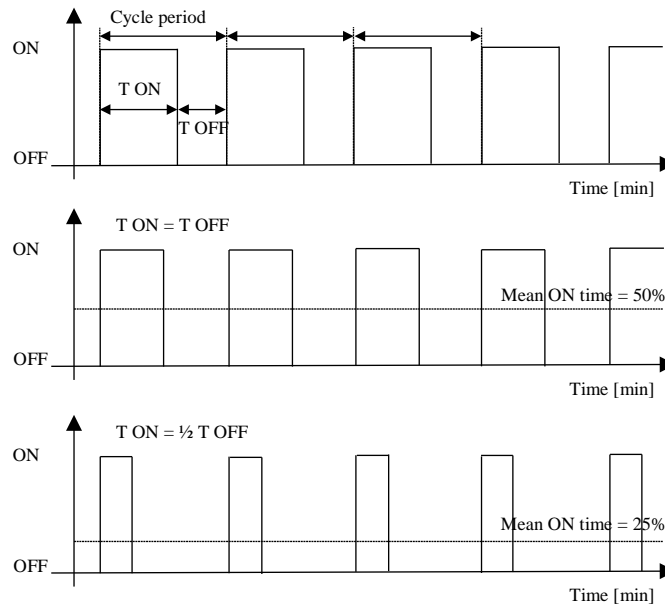 Cycle period
ON
T ON
T OFF
OFF
Time [min]
T ON = T OFF
ON
Mean ON time = 50%
OFF
Time [min]
T ON = ½ T OFF
ON
Mean ON time = 25%
OFF
Time [min]